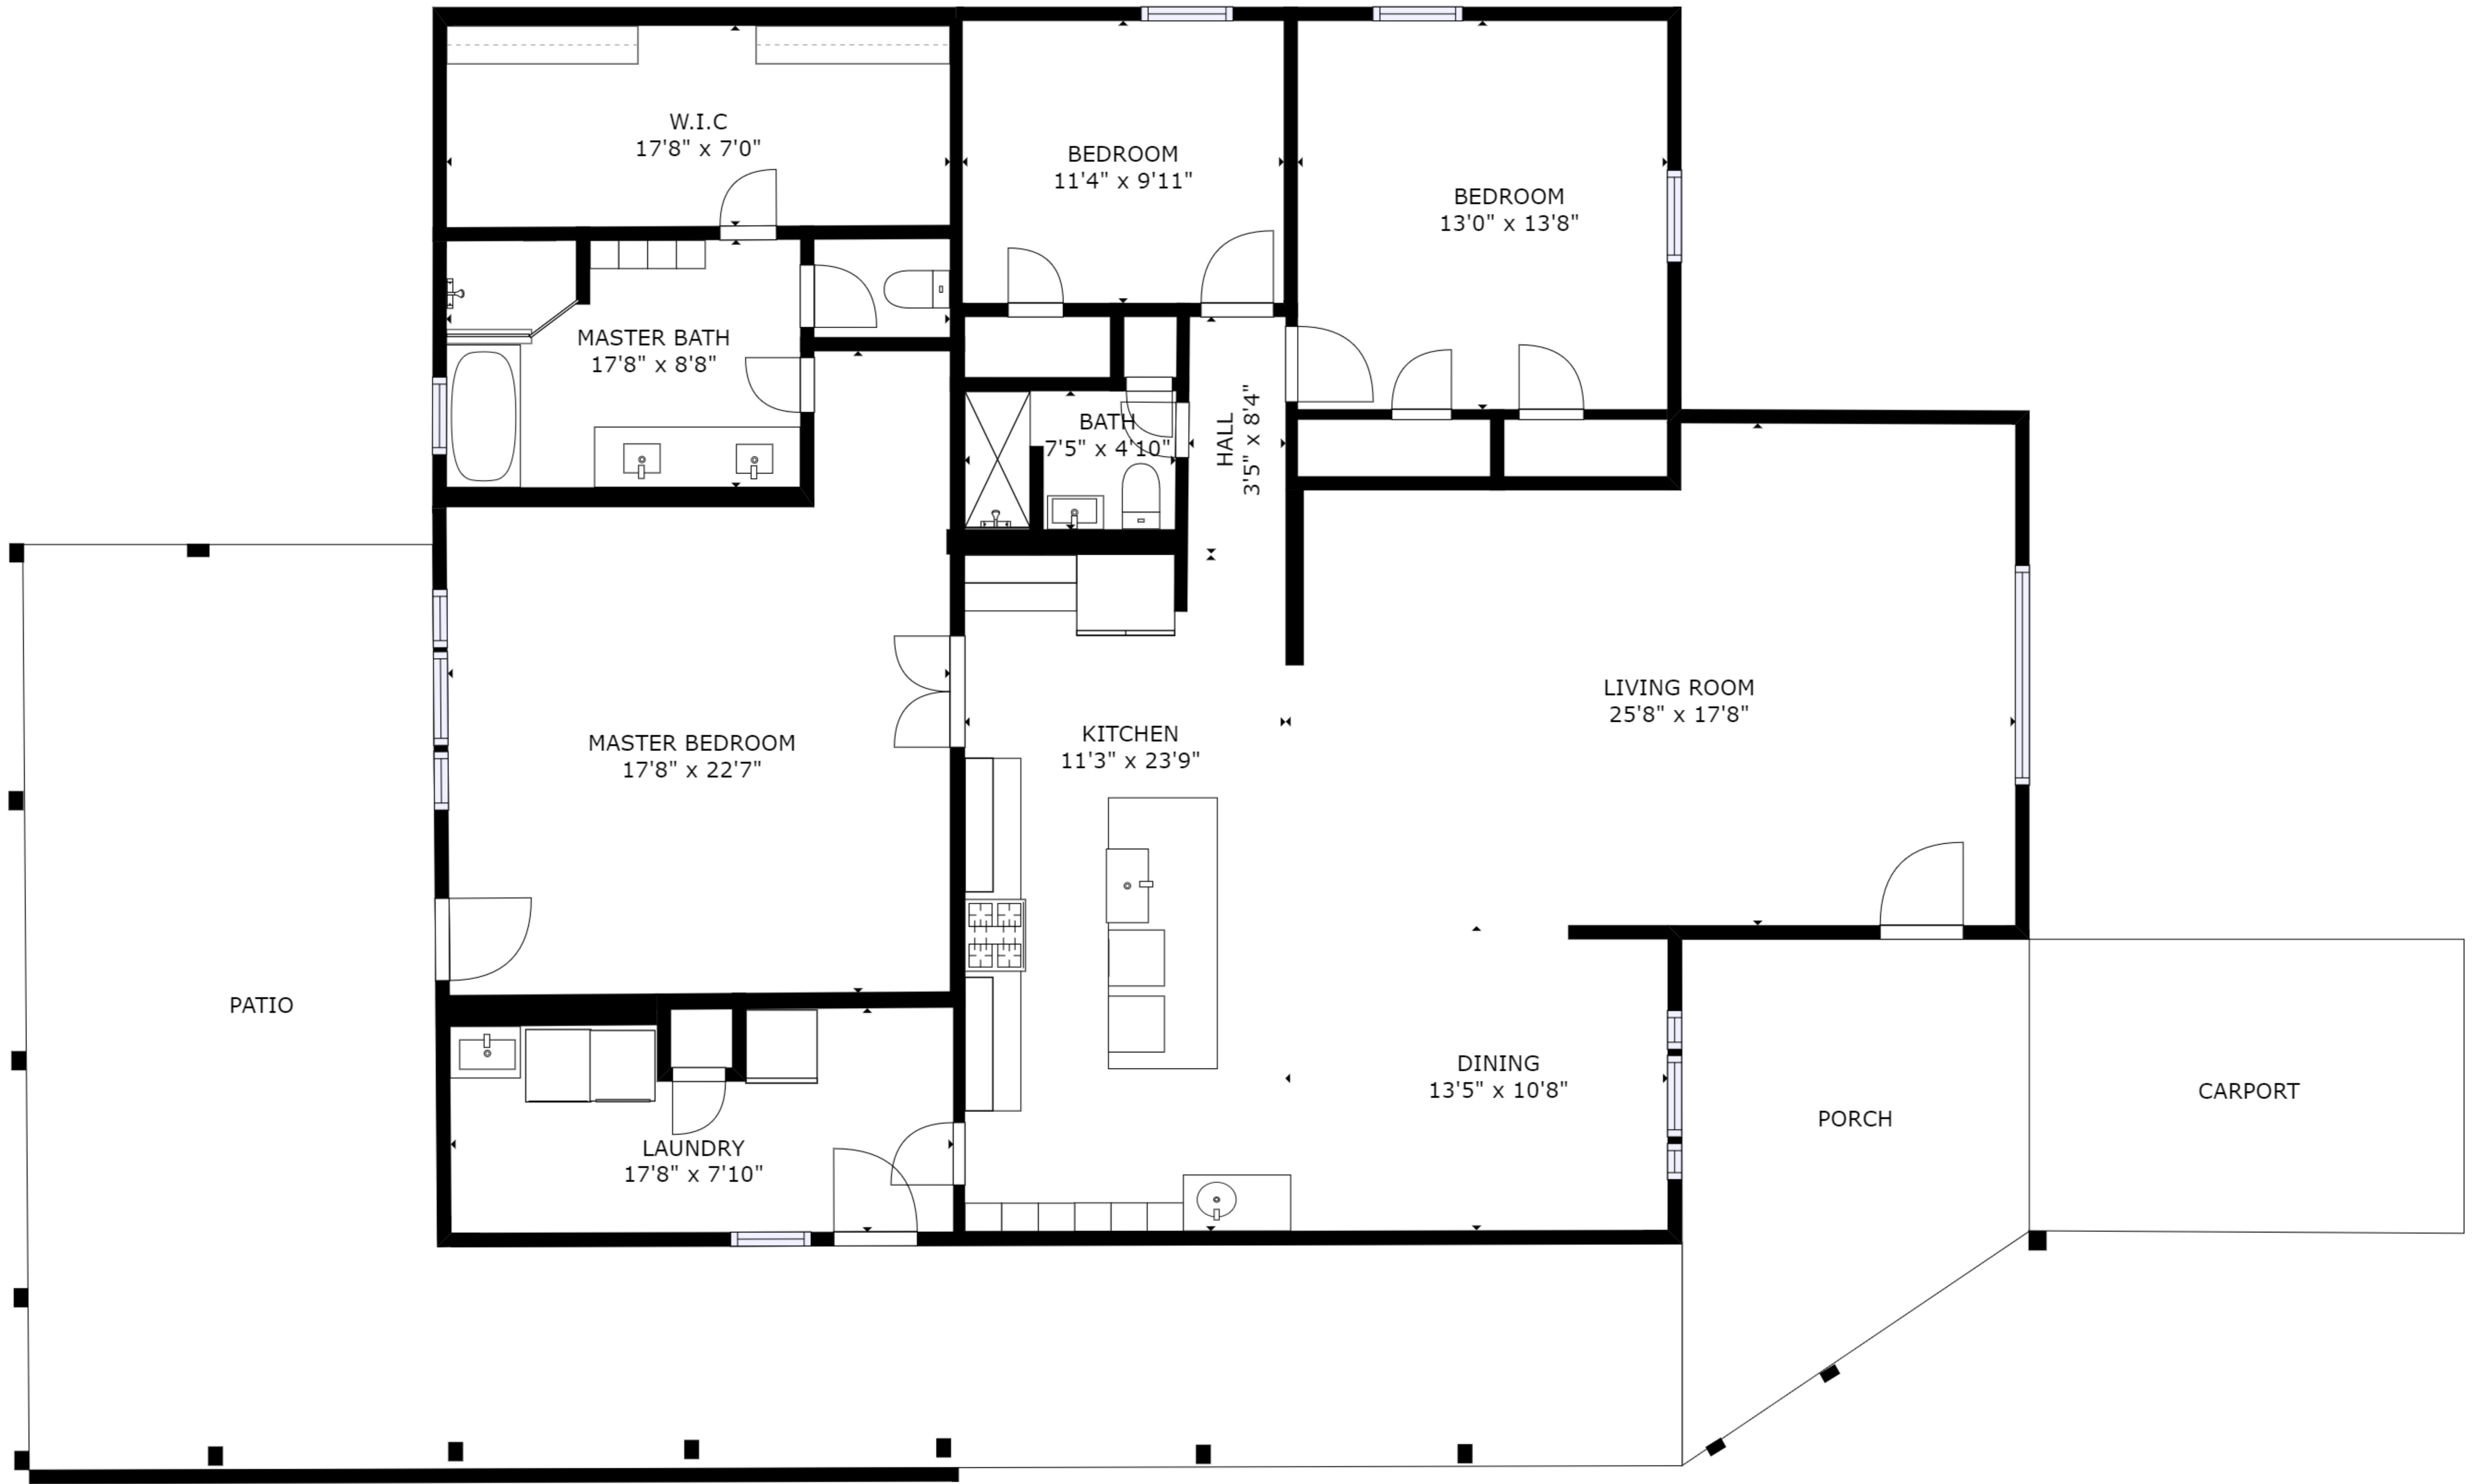 W.I.C
17'8" x 7'0"
BEDROOM
11'4" x 9'11"
BEDROOM
13'0" x 13'8"
MASTER BATH
17'8" x 8'8"
BATH
7'5" x 4'10"
HALL
3'5" x 8'4"
LIVING ROOM
25'8" x 17'8"
MASTER BEDROOM
17'8" x 22'7"
KITCHEN
11'3" x 23'9"
PATIO
DINING
13'5" x 10'8"
CARPORT
PORCH
LAUNDRY
17'8" x 7'10"